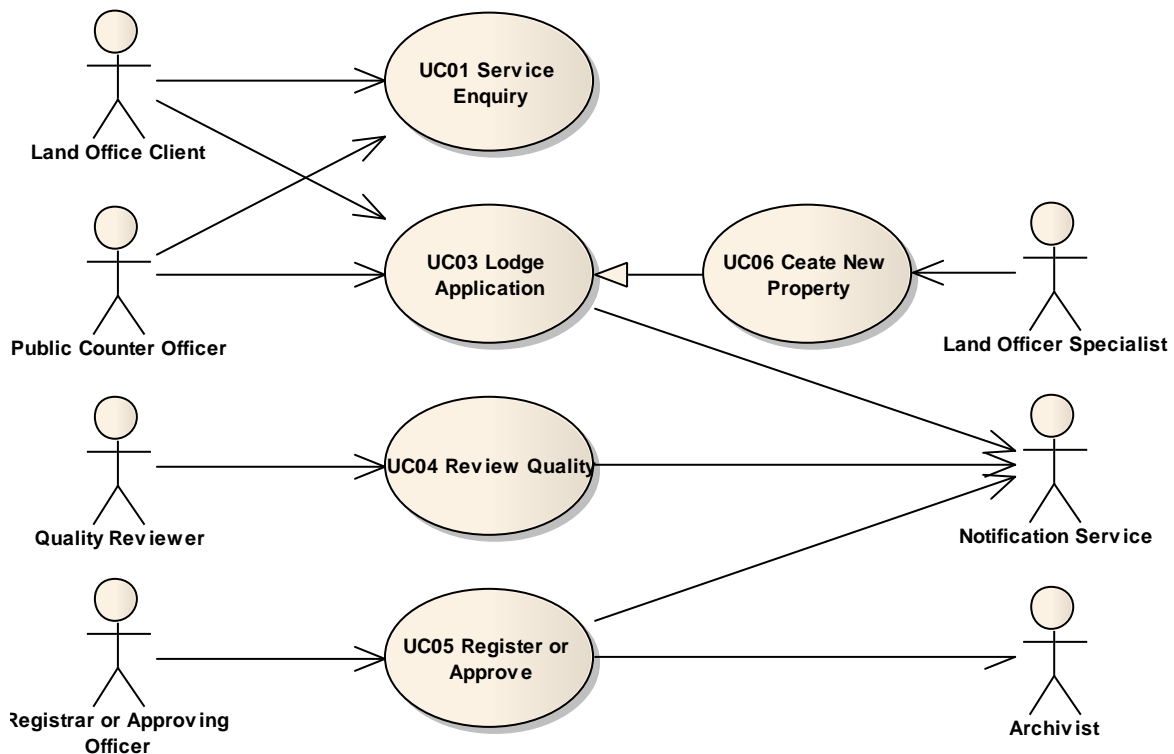 UC01 Service
Enquiry
Land Office Client
UC03 Lodge
Application
UC06 Ceate New
Property
Public Counter Officer
Land Officer Specialist
UC04 Review Quality
Quality Reviewer
Notification Service
UC05 Register or
Approve
Registrar or Approving
Officer
Archivist